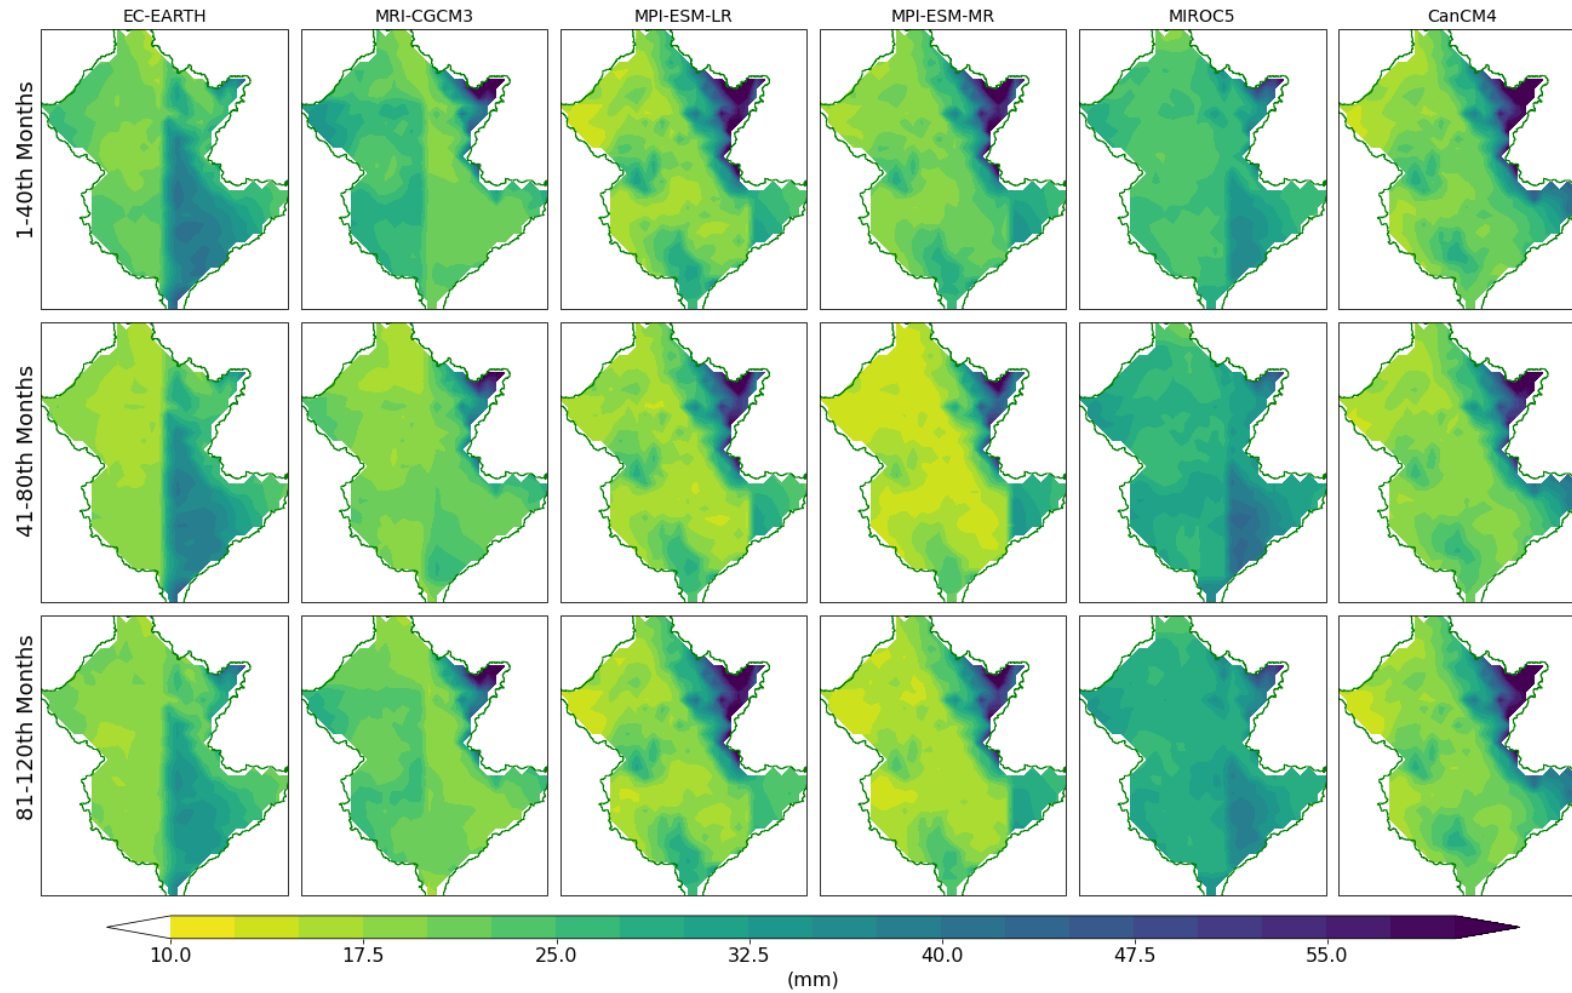 EC-EARTH MRI-CGCM3 MPI-ESM-LR MPI-ESM-MR MIROC5 CanCM4
1-40th Months
41-80th Months
81-120th Months
10.0 17.5 25.0 32.5 40.0 47.5 55.0
(mm)